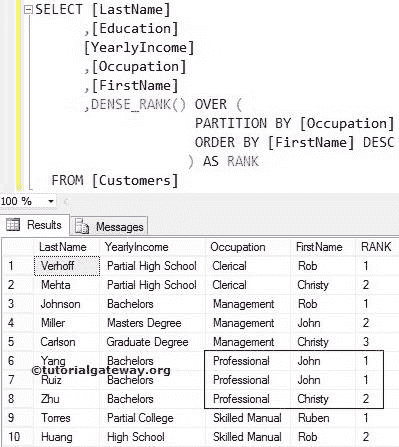 SELECT [LastName]
,[Education]
[YearlyIncome]
,[Occupation]
,[FirstName]
,DENSE_RANK() OVER (
PARTITION BY [Occupation]
ORDER BY [FirstName] DESC
) AS RANK
FROM [Customers]
100 %
Results Messages
LastName YearlyIncome Occupation FirstName RANK
1 Verhoff Partial High School Clerical Rob 1
2 Mehta Partial High School Clerical Christy 2
3 Johnson Bachelors Management Rob 1
4 Miller Masters Degree Management John 2
5 Carlson Graduate Degree Management Christy 3
6 Yang Bachelors Professional John 1
©tutorialgateway.org
7 Ruiz Bachelors Professional John 1
8 Zhu Bachelors Professional Christy 2
9 Torres Partial College Skilled Manual Ruben 1
10 Huang High School Skilled Manual Rob 2